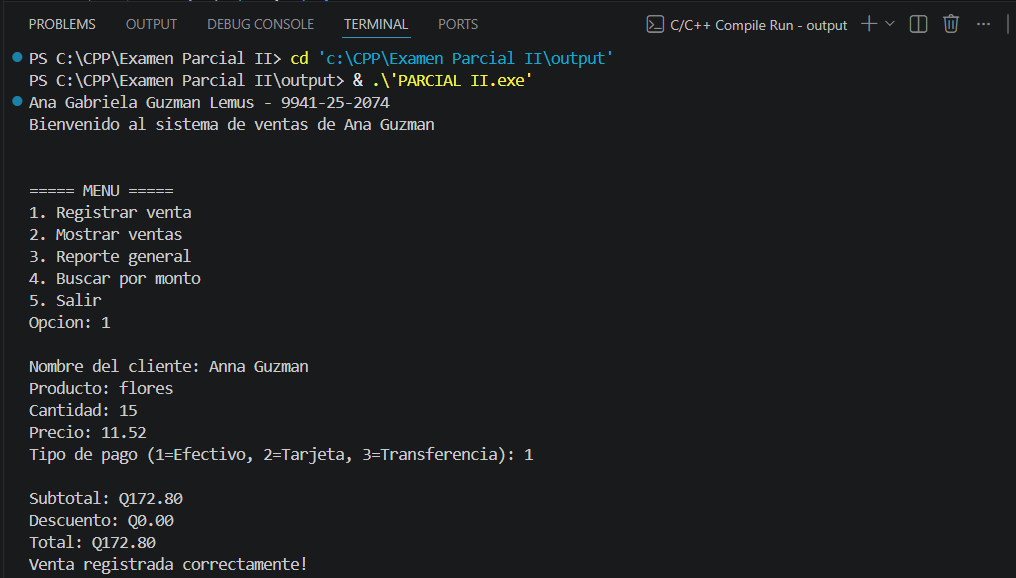 PROBLEMS OUTPUT DEBUG CONSOLE TERMINAL PORTS C/C++ Compile Run - output
PS C:\CPP\Examen Parcial II> cd 'c:\CPP\Examen Parcial II\output'
PS C:\CPP\Examen Parcial II\output> & .\'PARCIAL II.exe'
Ana Gabriela Guzman Lemus - 9941-25-2074
Bienvenido al sistema de ventas de Ana Guzman
===== MENU =====
1. Registrar venta
2. Mostrar ventas
3. Reporte general
4. Buscar por monto
5. Salir
Opcion: 1
Nombre del cliente: Anna Guzman
Producto: flores
Cantidad: 15
Precio: 11.52
Tipo de pago (1=Efectivo, 2=Tarjeta, 3=Transferencia): 1
Subtotal: Q172.80
Descuento: Q0.00
Total: Q172.80
Venta registrada correctamente!